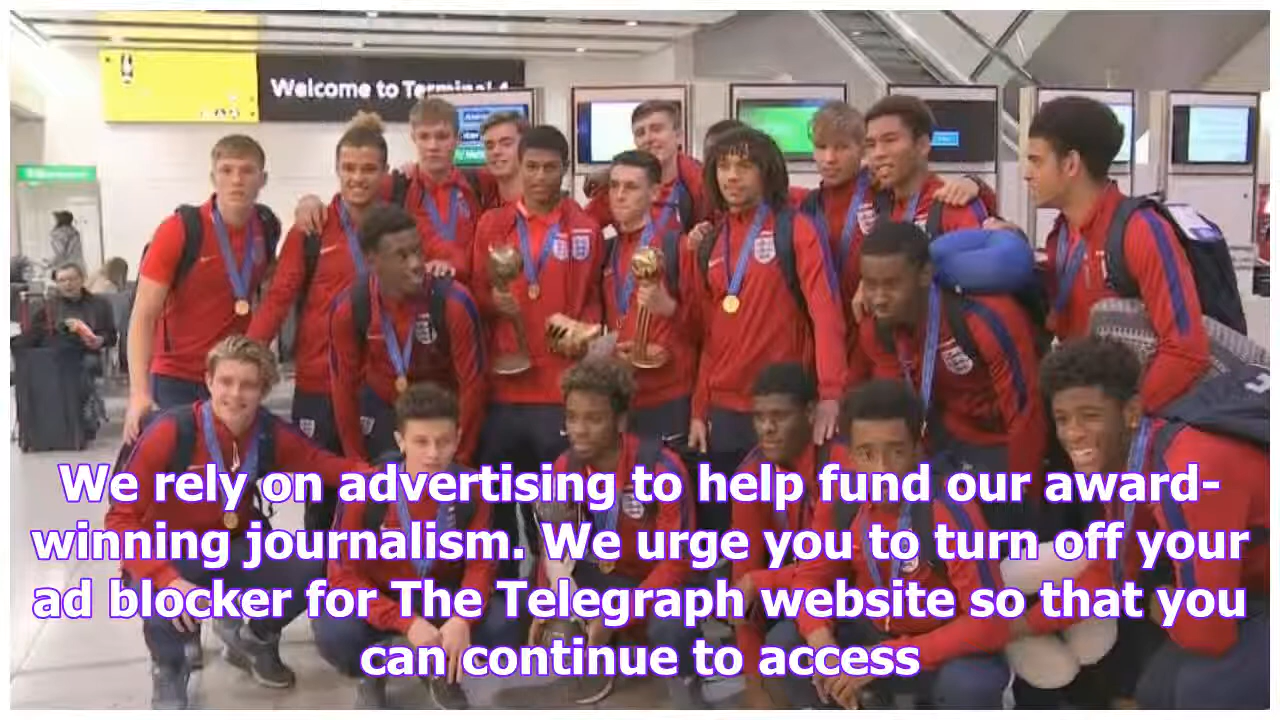 Welcome to Terminal 4
We rely on advertising to help fund our award-
winning journalism. We urge you to turn off your
ad blocker for The Telegraph website so that you
can continue to access